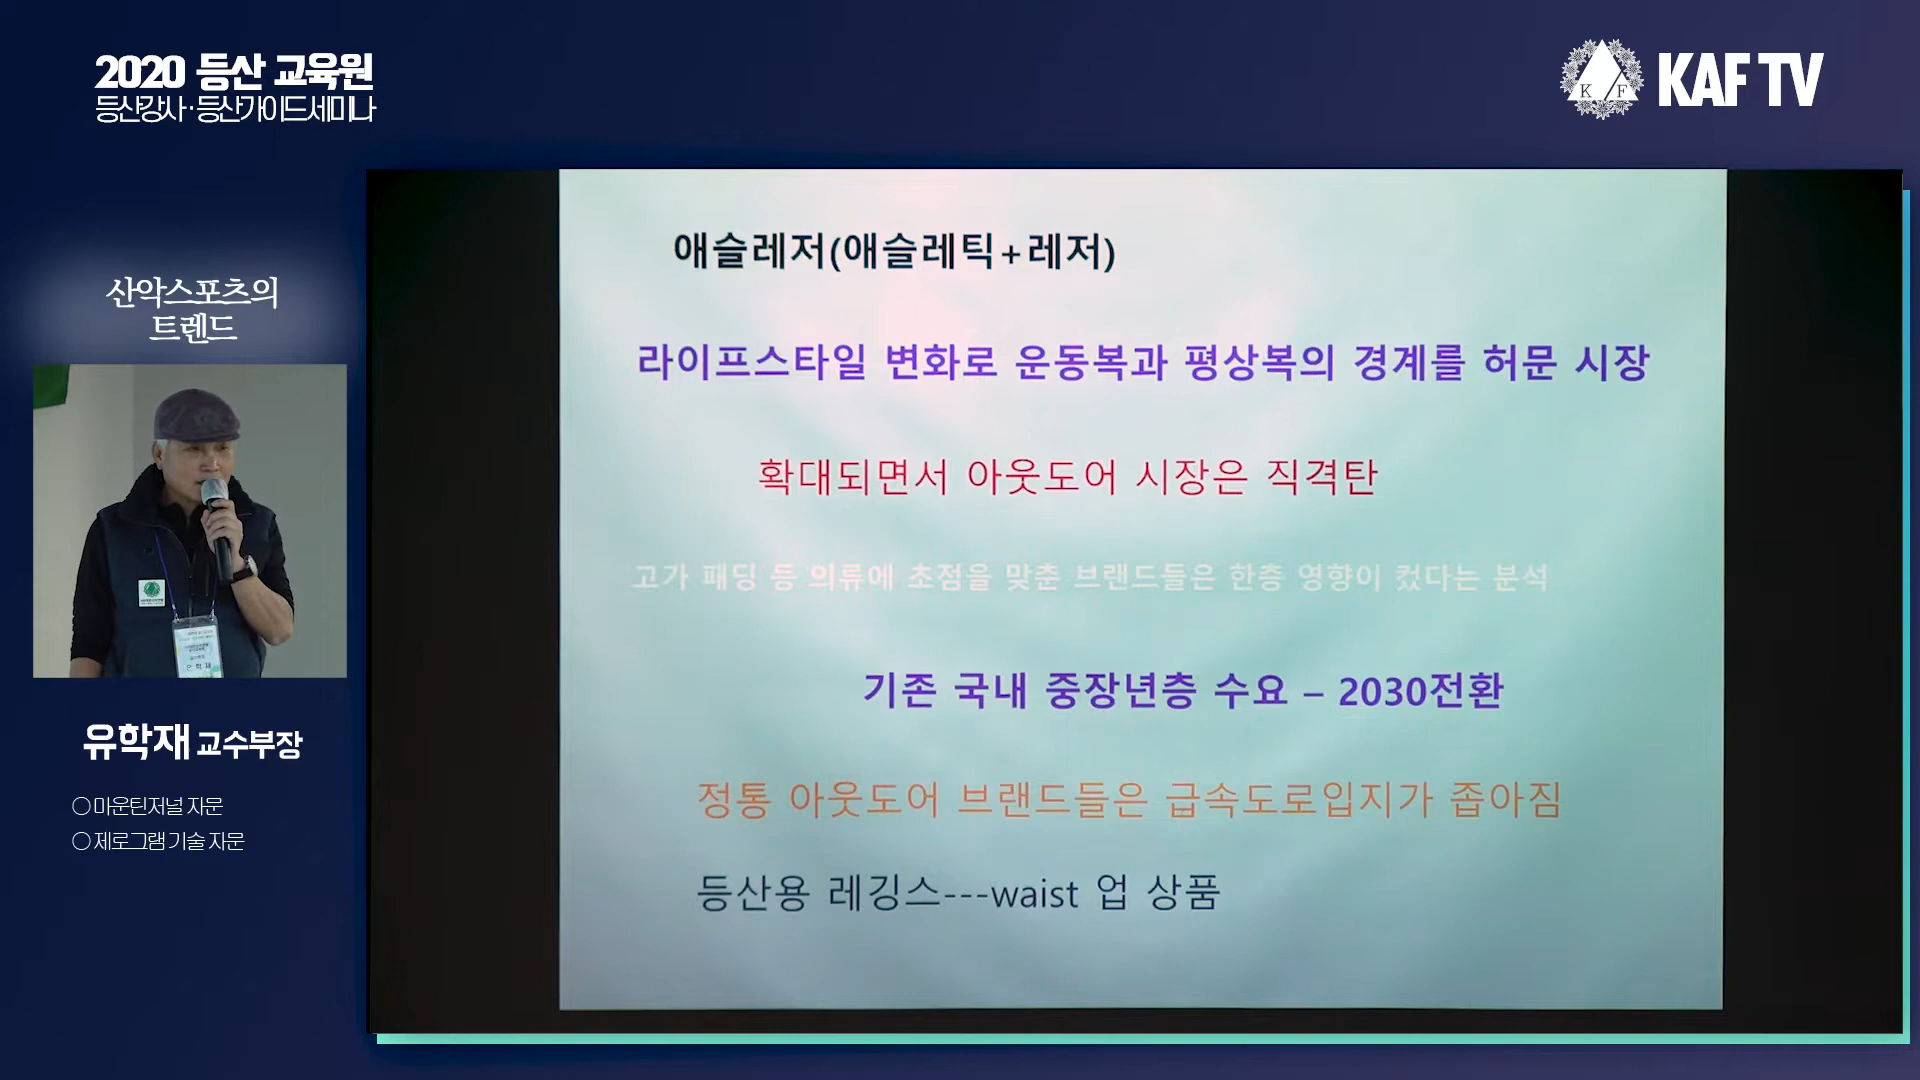 2020 등산 교육원
등산강사·등산가이드세미나
K F
KAF TV
산악스포츠의
트렌드
유학재 교수부장
○ 마운틴저널 자문
○ 제로그램 기술 자문
애슬레저(애슬레틱+레저)
라이프스타일 변화로 운동복과 평상복의 경계를 허문 시장
확대되면서 아웃도어 시장은 직격탄
고가 패딩 등 의류에 초점을 맞춘 브랜드들은 한층 영향이 컸다는 분석
기존 국내 중장년층 수요 – 2030전환
정통 아웃도어 브랜드들은 급속도로입지가 좁아짐
등산용 레깅스---waist 업 상품